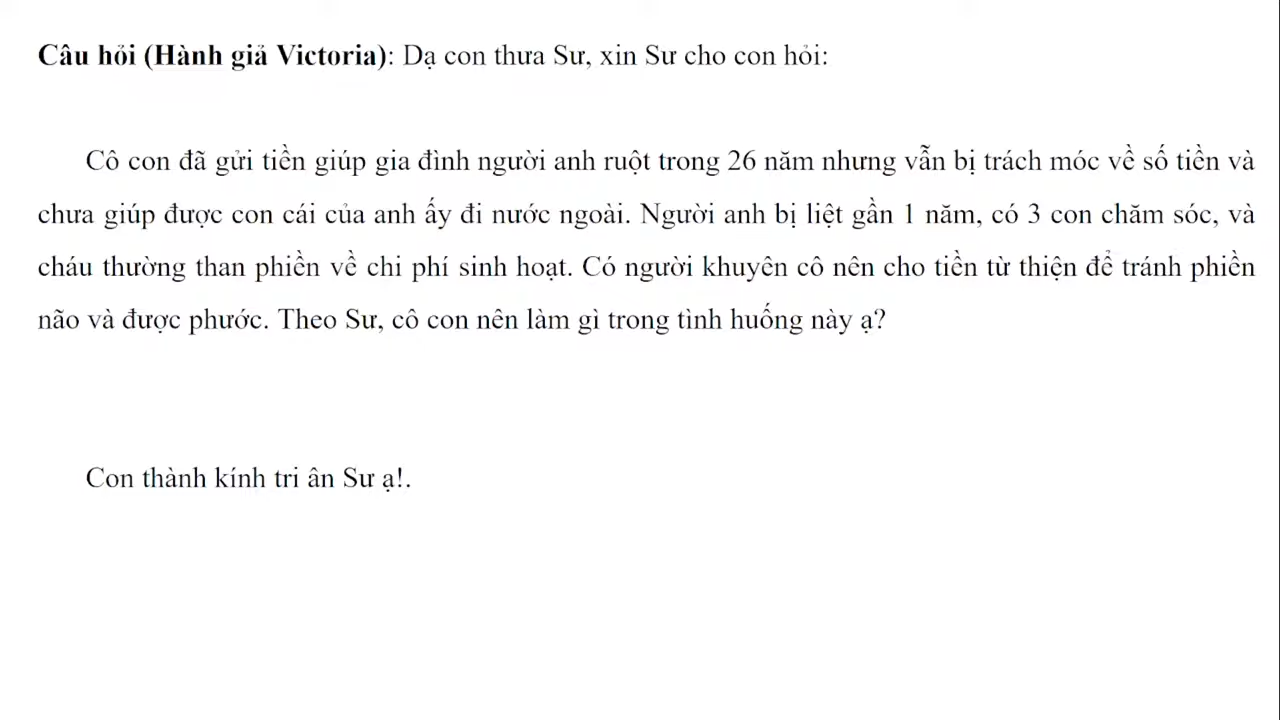 Câu hỏi (Hành giả Victoria): Dạ con thưa Sư, xin Sư cho con hỏi:
Cô con đã gửi tiền giúp gia đình người anh ruột trong 26 năm nhưng vẫn bị trách móc về số tiền và
chưa giúp được con cái của anh ấy đi nước ngoài. Người anh bị liệt gần 1 năm, có 3 con chăm sóc, và
cháu thường than phiền về chi phí sinh hoạt. Có người khuyên cô nên cho tiền từ thiện để tránh phiền
não và được phước. Theo Sư, cô con nên làm gì trong tình huống này ạ?
Con thành kính tri ân Sư ạ!.